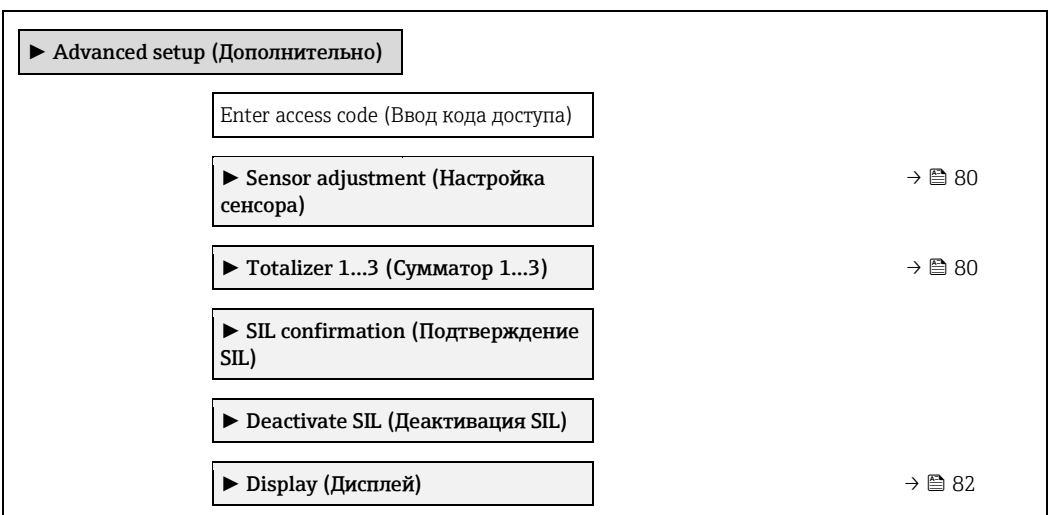 ► Advanced setup (Дополнительно)
Enter access code (Ввод кода доступа)
► Sensor adjustment (Настройка
сенсора)
→ 80
► Totalizer 1...3 (Сумматор 1...3)
→ 80
► SIL confirmation (Подтверждение
SIL)
► Deactivate SIL (Деактивация SIL)
► Display (Дисплей)
→ 82